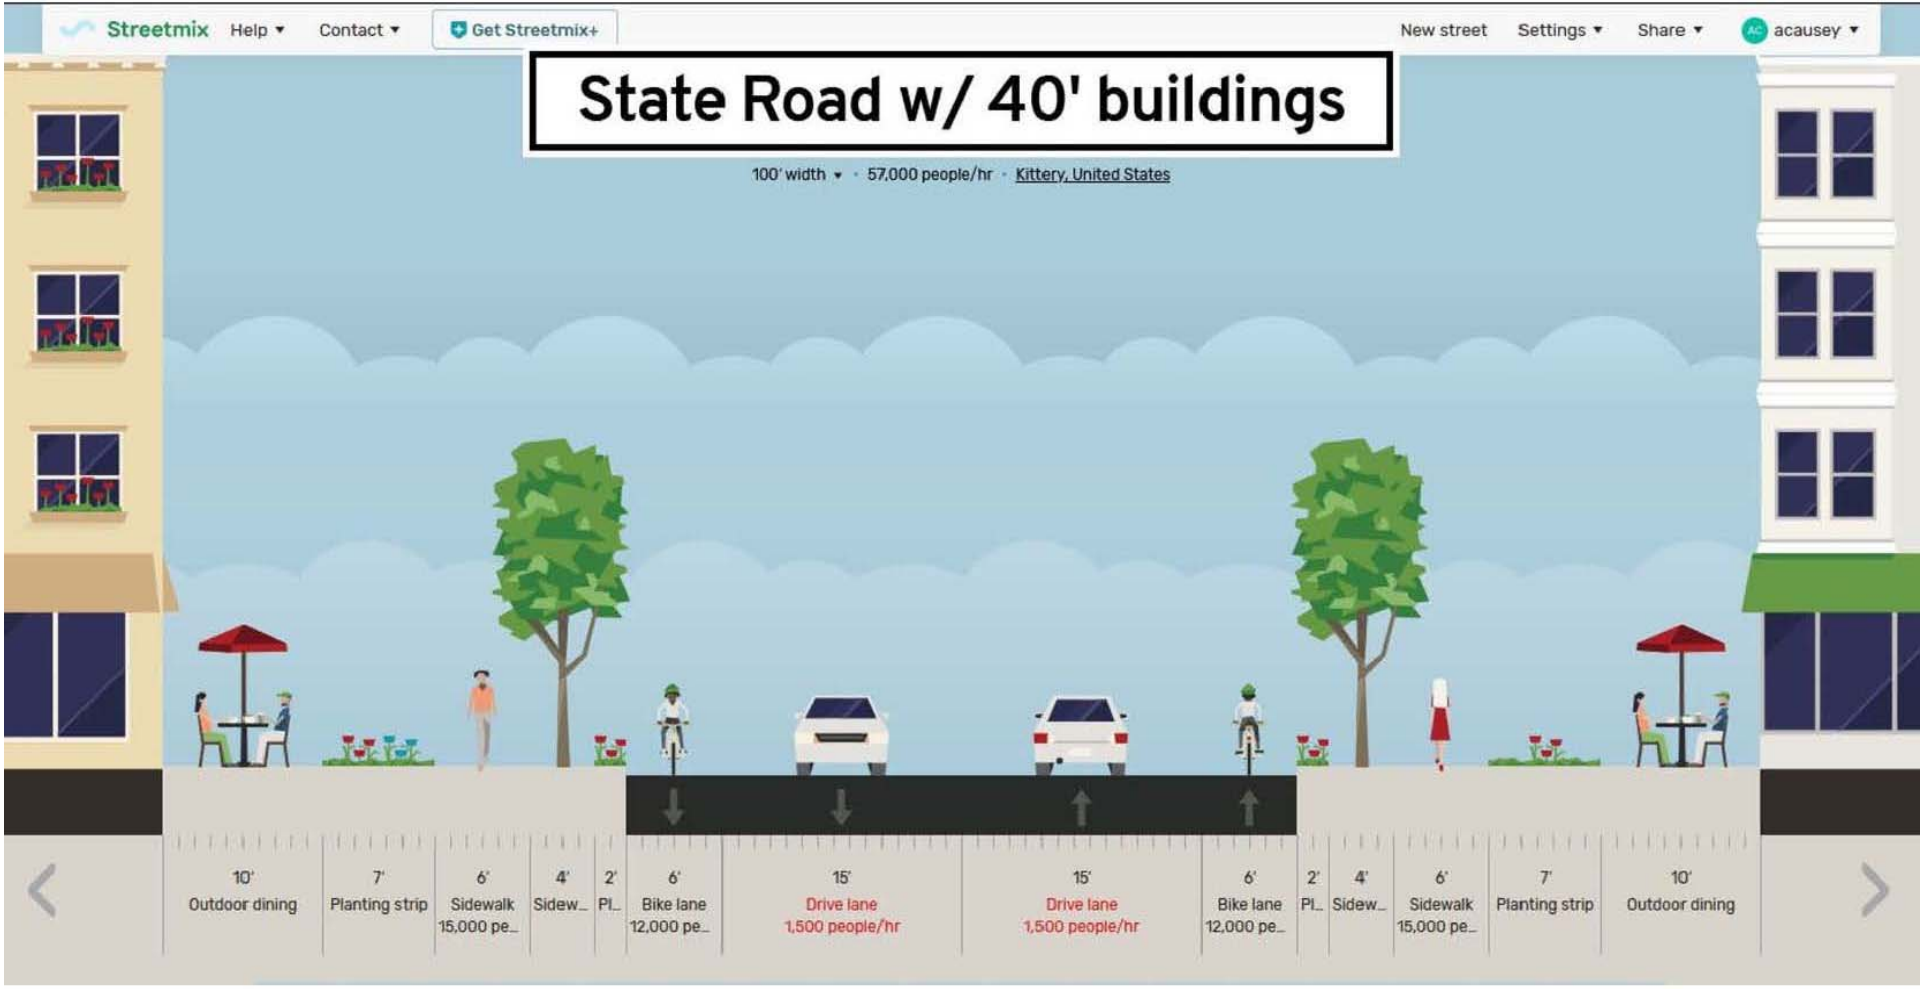 Streetmix Help ▾ Contact ▾ Get Streetmix+ New street Settings ▾ Share ▾ AC acausey ▾
State Road w/ 40' buildings
100' width ▾ · 57,000 people/hr · Kittery, United States
10' 7' 6' 4' 2' 6' 15' 15' 6' 2' 4' 6' 7' 10'
Outdoor dining Planting strip Sidewalk Sidew... Pl... Bike lane Drive lane Drive lane Bike lane Pl... Sidew... Sidewalk Planting strip Outdoor dining
15,000 pe... 12,000 pe... 1,500 people/hr 1,500 people/hr 12,000 pe... 15,000 pe...